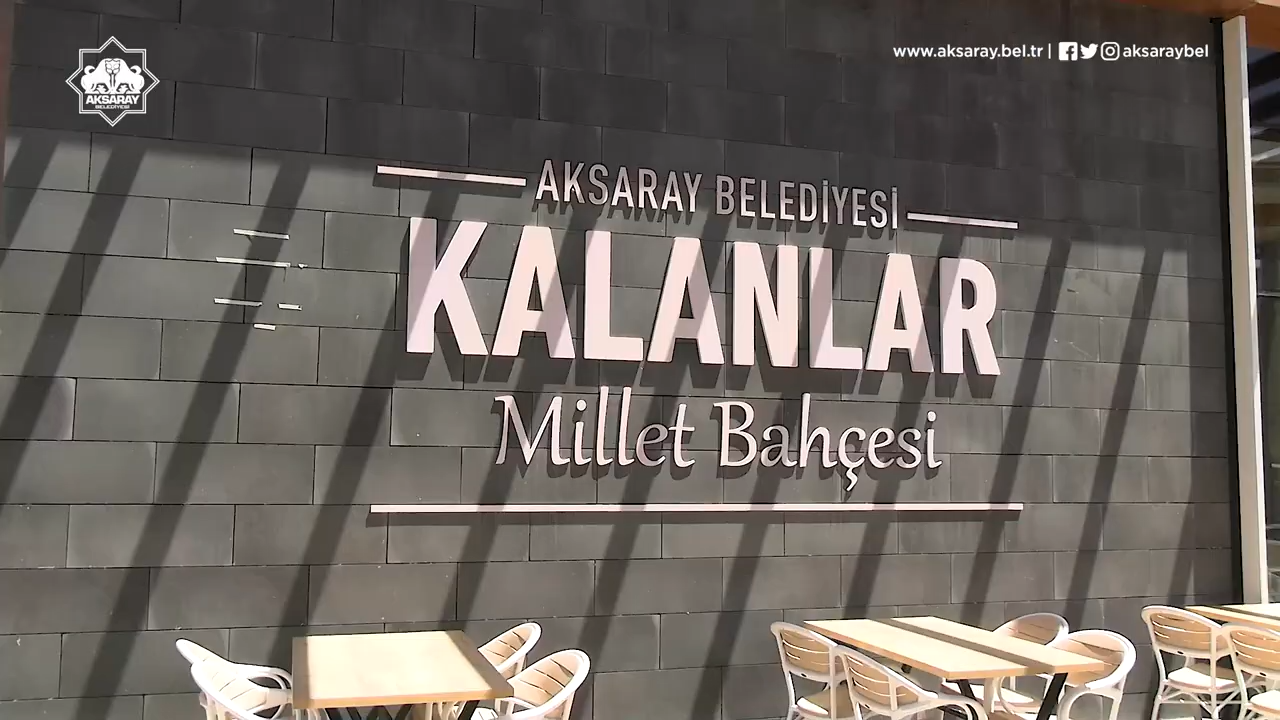 www.aksaray.bel.tr | aksaraybel
AKSARAY
BELEDİYESİ
AKSARAY BELEDİYESİ
KALANLAR
Millet Bahçesi